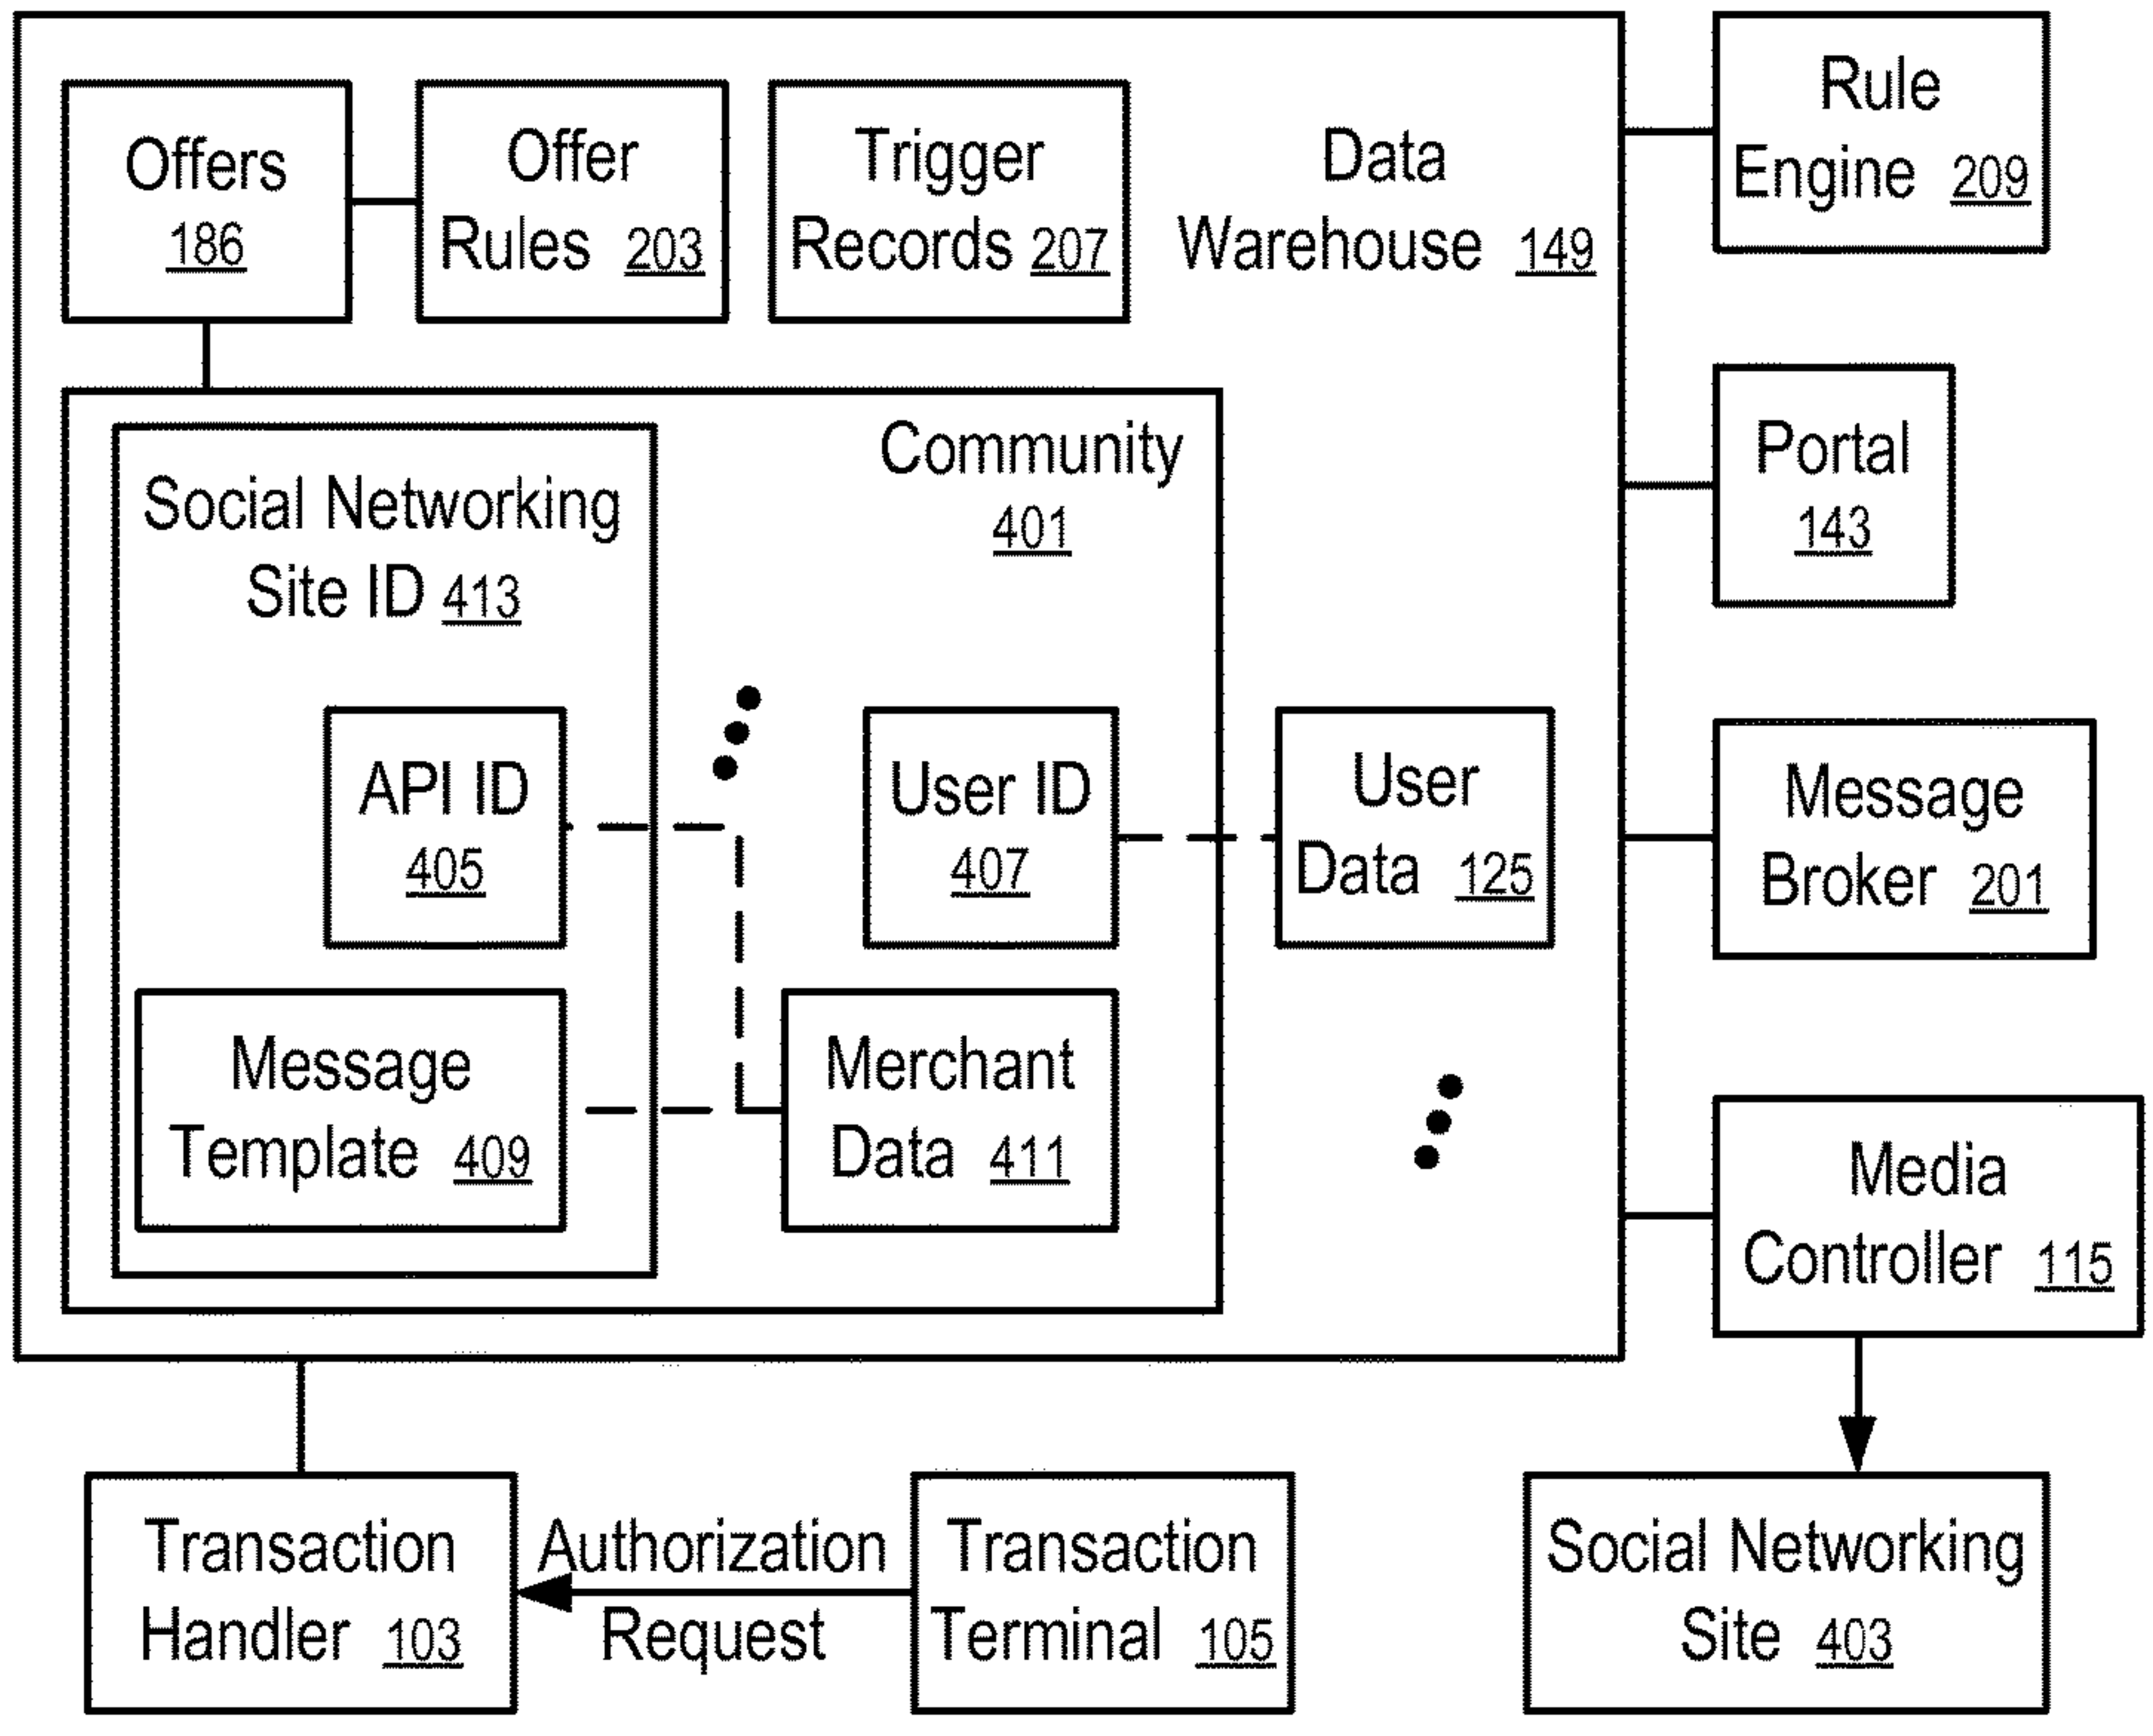 Offers
186
Offer
Rules 203
Trigger
Records 207
Data
Warehouse 149
Rule
Engine 209
Community
401
Social Networking
Site ID 413
Portal
143
API ID
405
User ID
407
User
Data 125
Message
Broker 201
Message
Template 409
Merchant
Data 411
Media
Controller 115
Transaction
Handler 103
Authorization
Request
Transaction
Terminal 105
Social Networking
Site 403